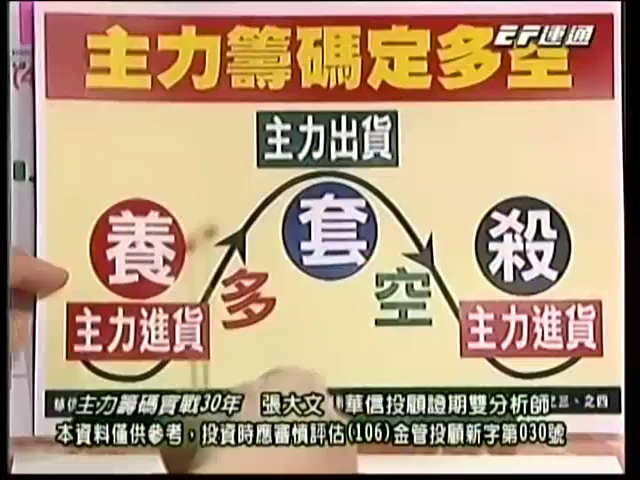 EF運通
主力籌碼定多空
主力出貨
養
套
殺
多
空
主力進貨
主力進貨
主力籌碼實戰30年 張大文 華信投顧證期雙分析師
本資料僅供參考，投資時應審慎評估(106)金管投顧新字第030號